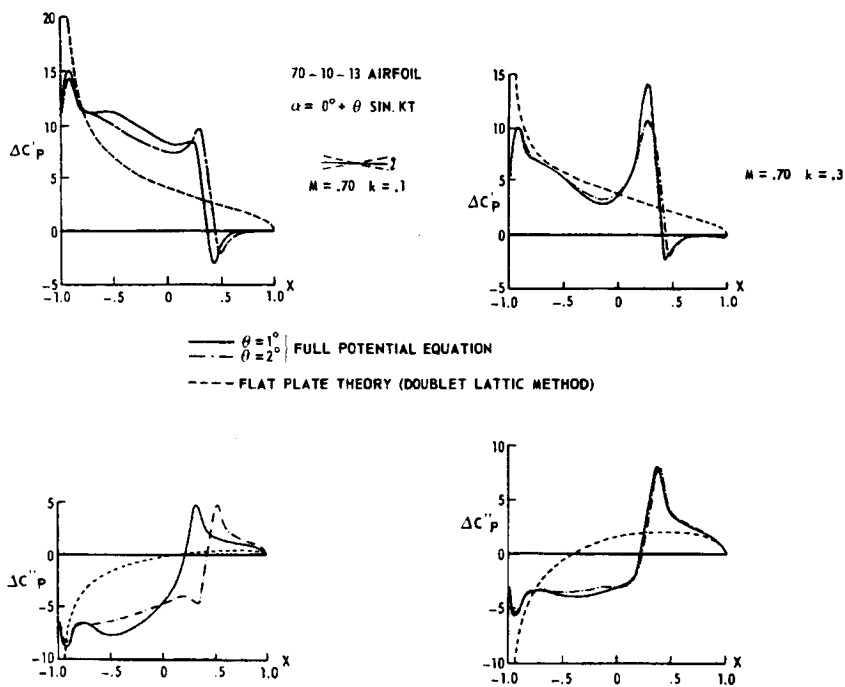 20
15
10
5
0
-5
ΔC'p
-1.0 -.5 0 .5 1.0 X
70-10-13 AIRFOIL
α = 0° + θ SIN. KT
M = .70 k = .1
15
10
5
0
-5
ΔC'p
-1.0 -.5 0 .5 1.0 X
M = .70 k = .3
θ = 1°
θ = 2°
FULL POTENTIAL EQUATION
FLAT PLATE THEORY (DOUBLET LATTIC METHOD)
5
0
-5
-10
ΔC''p
-1.0 -.5 0 .5 1.0 X
10
5
0
-5
-10
ΔC''p
-1.0 -.5 0 .5 1.0 X